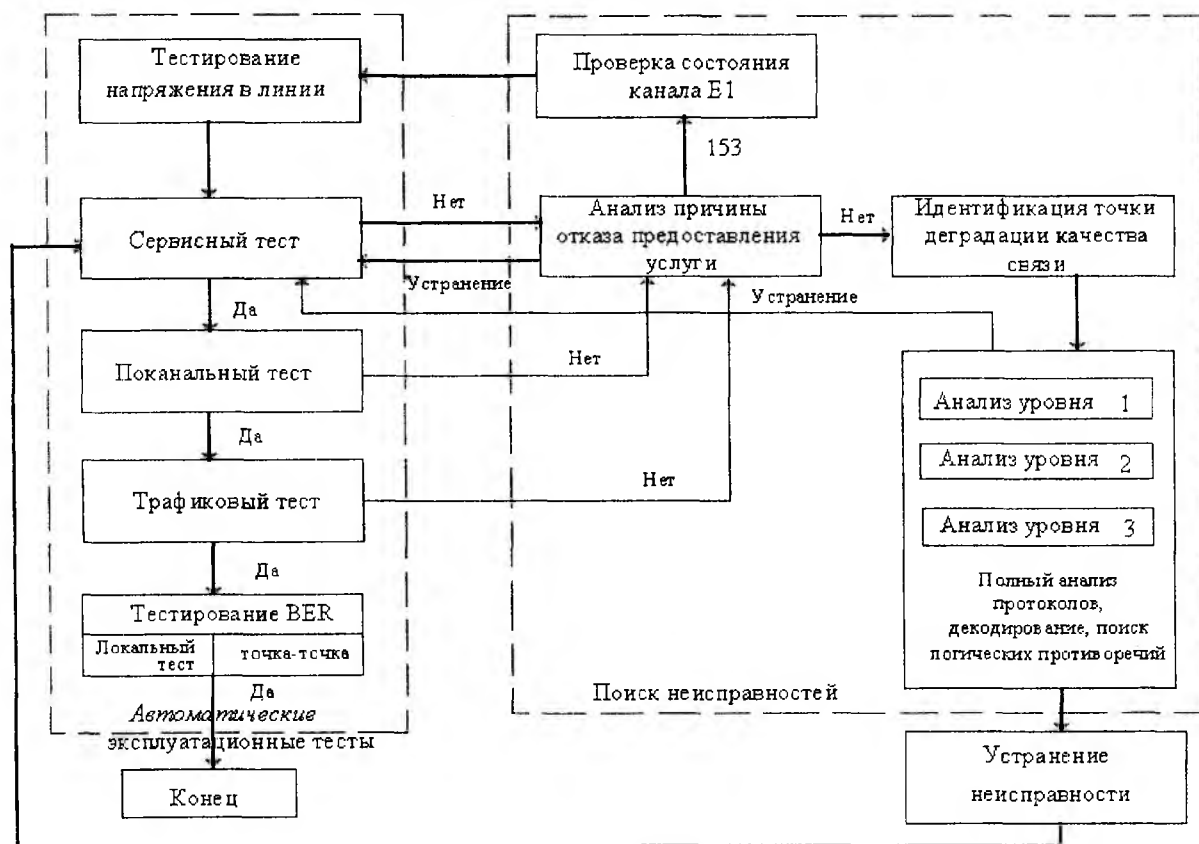 Тестирование
напряжения в линии
Проверка состояния
канала Е1
153
Сервисный тест
Нет
Устранение
Анализ причины
отказа предоставления
услуги
Нет
Идентификация точки
деградации качества
связи
Устранение
Да
Поканальный тест
Нет
Да
Трафиковый тест
Нет
Да
Тестирование BER
Локальный
тест
точка-точка
Да
Автоматические
эксплуатационные тесты
Конец
Анализ уровня 1
Анализ уровня 2
Анализ уровня 3
Полный анализ
протоколов,
декодирование, поиск
логических противоречий
Поиск неисправностей
Устранение
неисправности